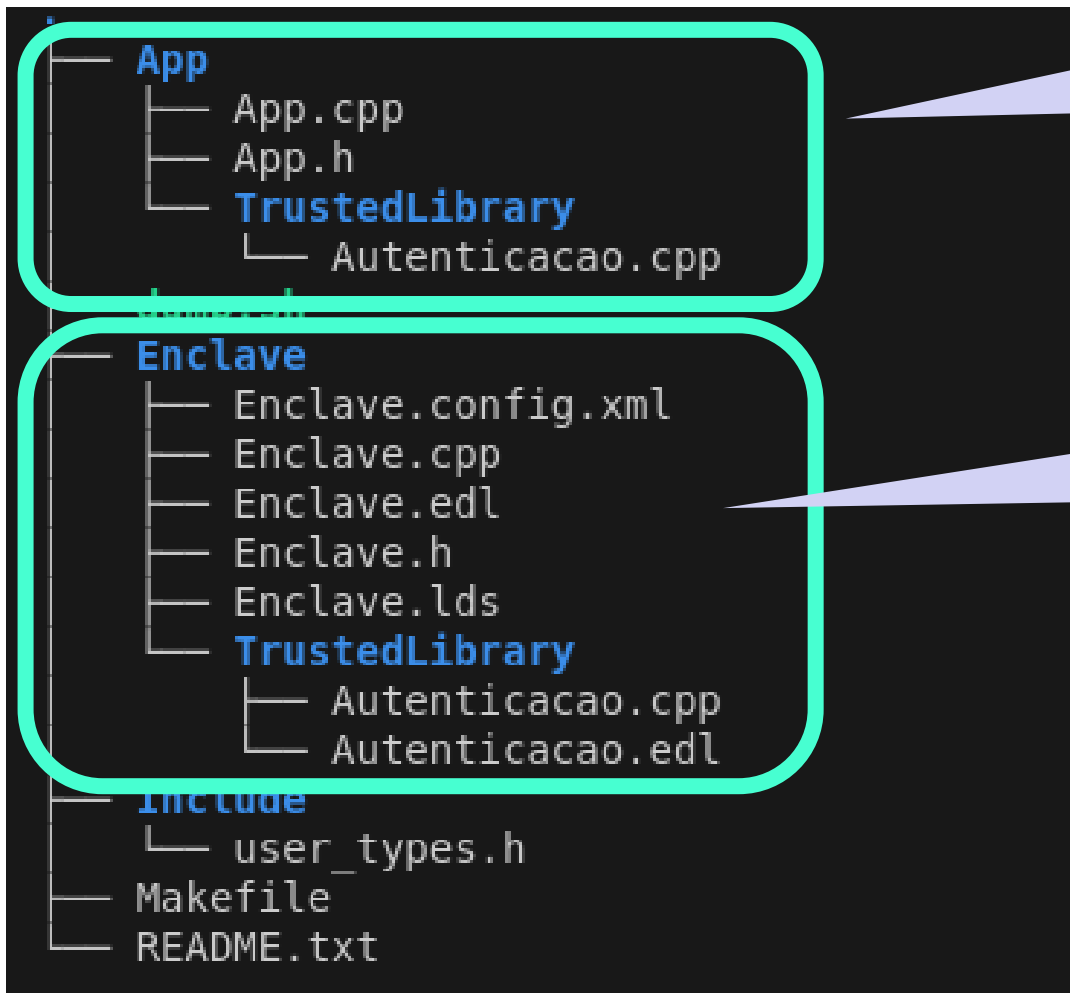 App
App.cpp
App.h
TrustedLibrary
Autenticacao.cpp
Enclave
Enclave.config.xml
Enclave.cpp
Enclave.edl
Enclave.h
Enclave.lds
TrustedLibrary
Autenticacao.cpp
Autenticacao.edl
Include
user_types.h
Makefile
README.txt